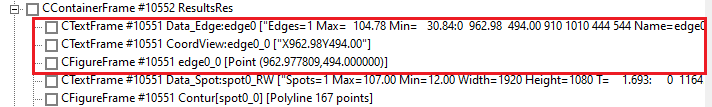 CContainerFrame #10552 ResultsRes
CTextFrame #10551 Data_Edge:edge0 ["Edges=1 Max= 104.78 Min= 30.84:0 962.98 494.00 910 1010 444 544 Name=edge0
CTextFrame #10551 CoordView:edge0_0 ["X962.98Y494.00"]
CFigureFrame #10551 edge0_0 [Point (962.977809,494.000000)]
CTextFrame #10551 Data_Spot:spot0_RW ["Spots=1 Max=107.00 Min=12.00 Width=1920 Height=1080 T= 1.693: 0 1164
CFigureFrame #10551 Contur[spot0_0] [Polyline 167 points]